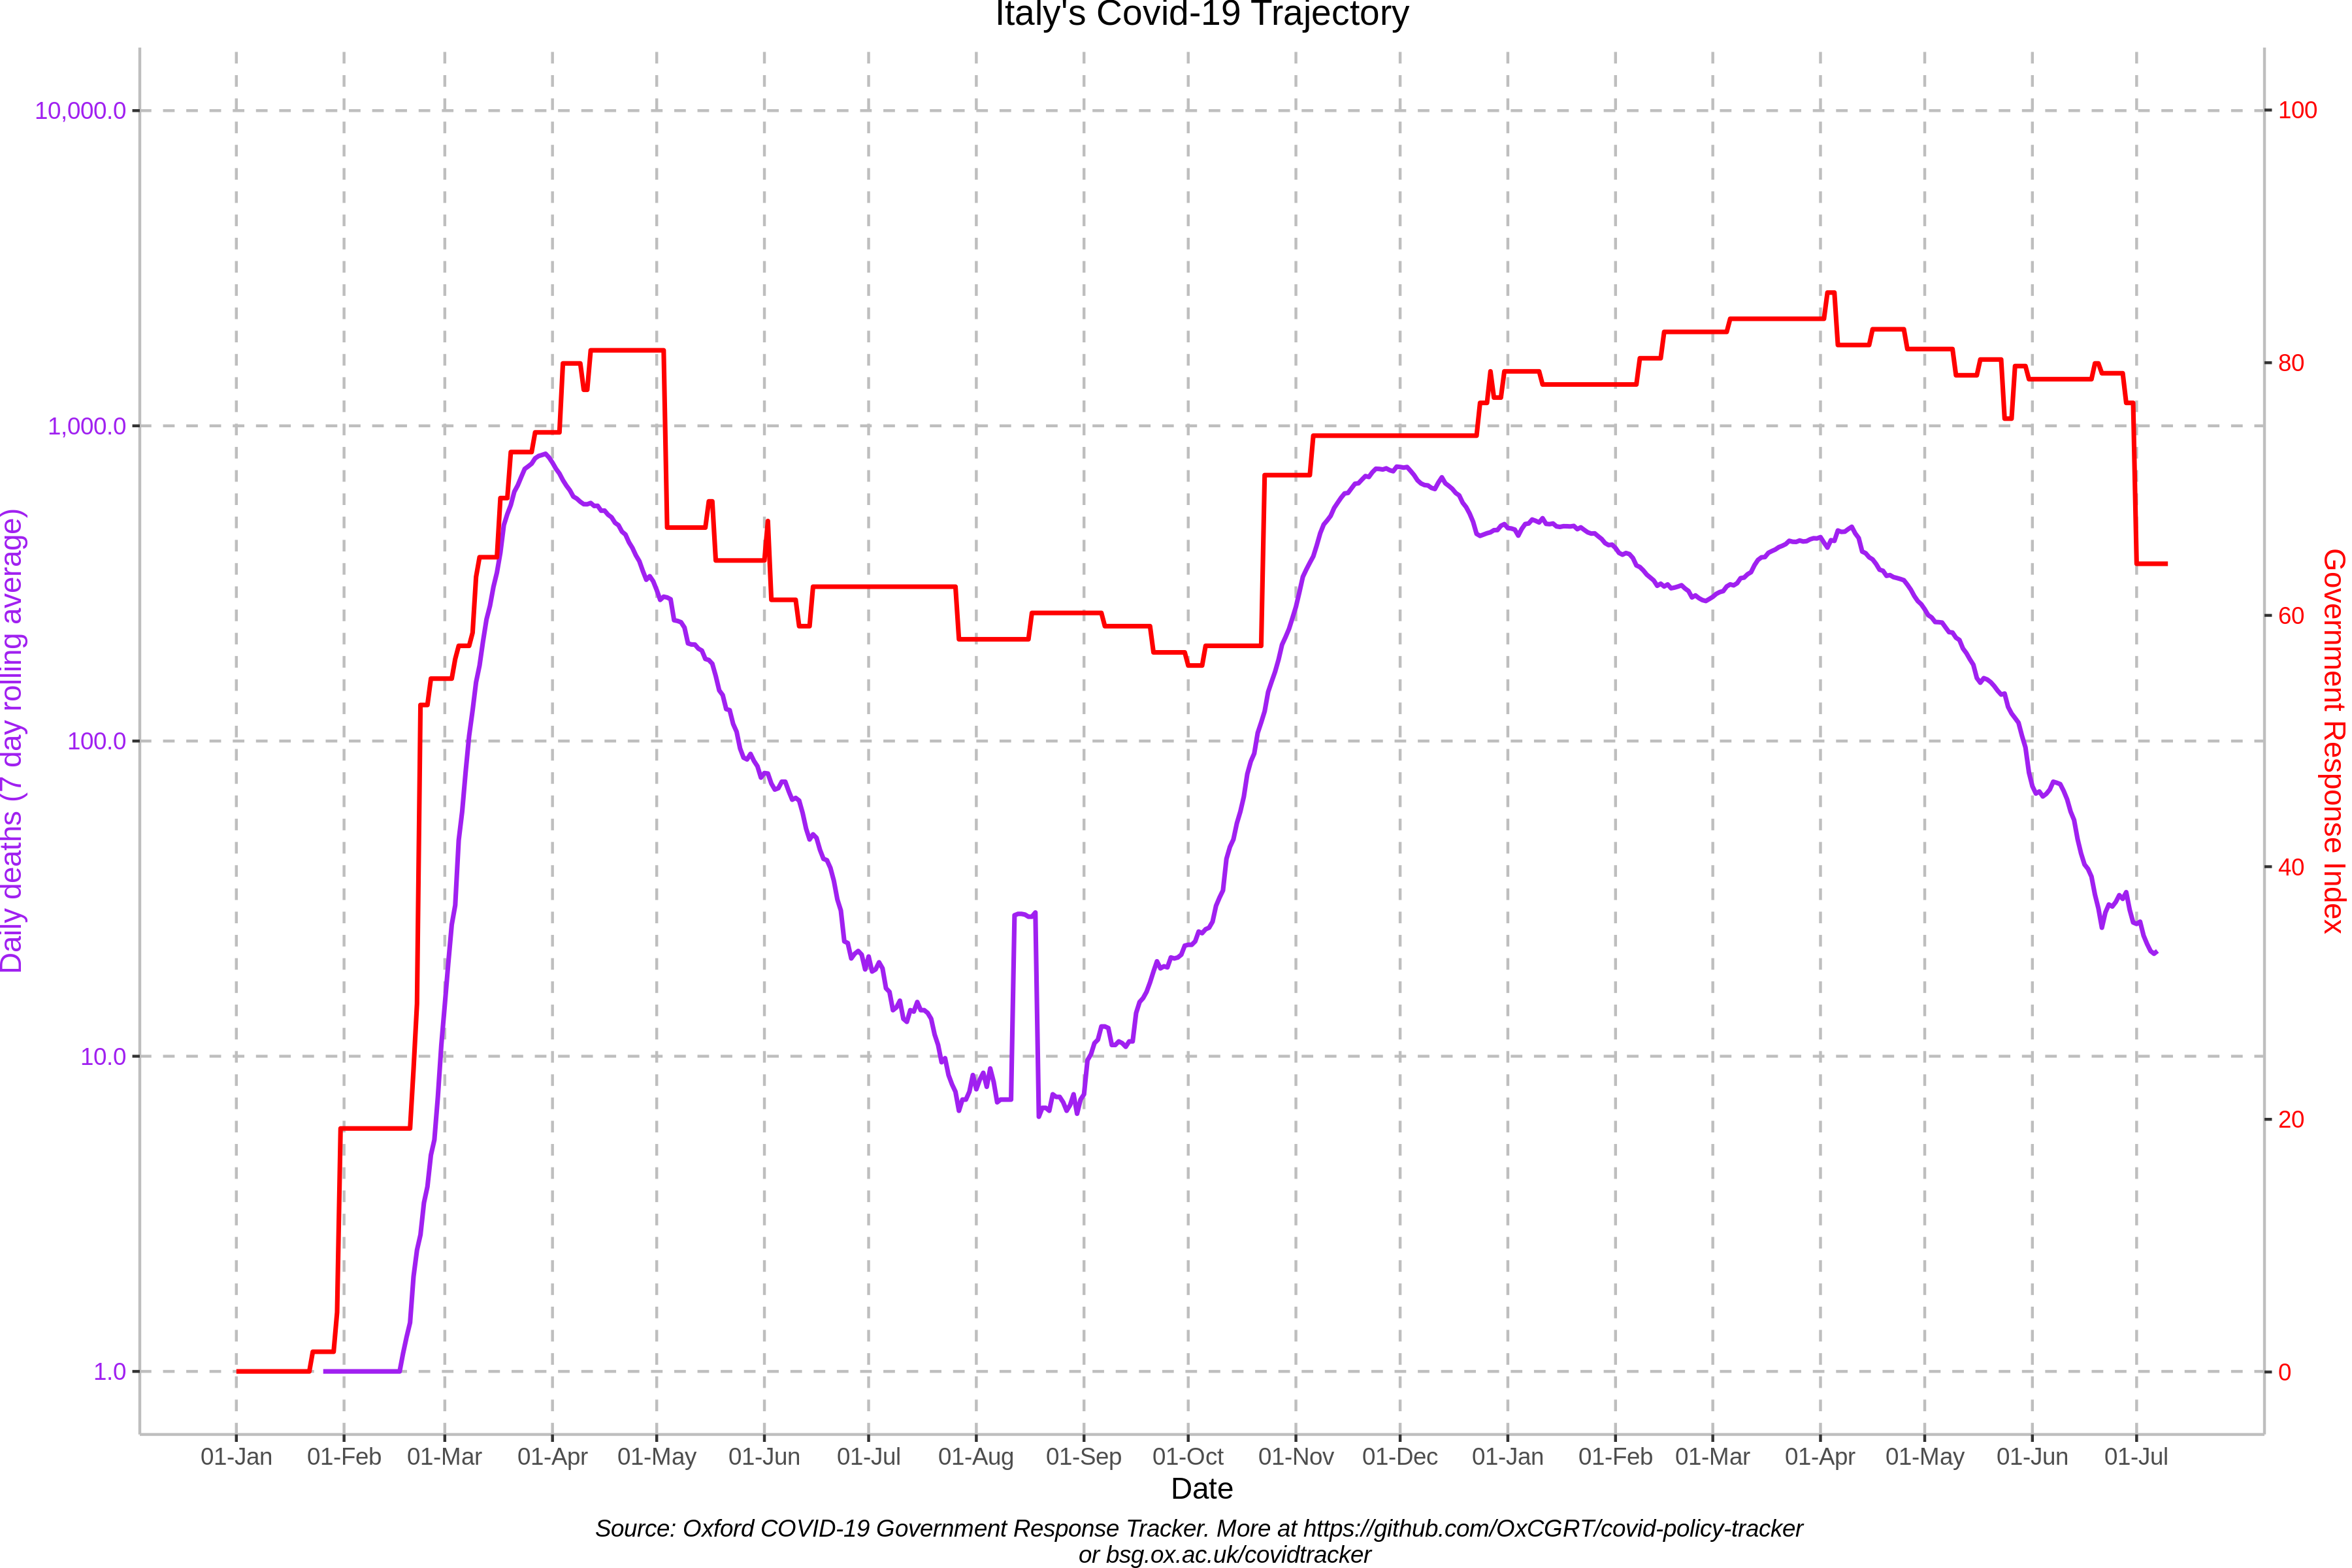 Italy's Covid-19 Trajectory
10,000.0
1,000.0
100.0
10.0
1.0
Daily deaths (7 day rolling average)
100
80
60
40
20
0
Government Response Index
01-Jan 01-Feb 01-Mar 01-Apr 01-May 01-Jun 01-Jul 01-Aug 01-Sep 01-Oct 01-Nov 01-Dec 01-Jan 01-Feb 01-Mar 01-Apr 01-May 01-Jun 01-Jul
Date
Source: Oxford COVID-19 Government Response Tracker. More at https://github.com/OxCGRT/covid-policy-tracker
or bsg.ox.ac.uk/covidtracker